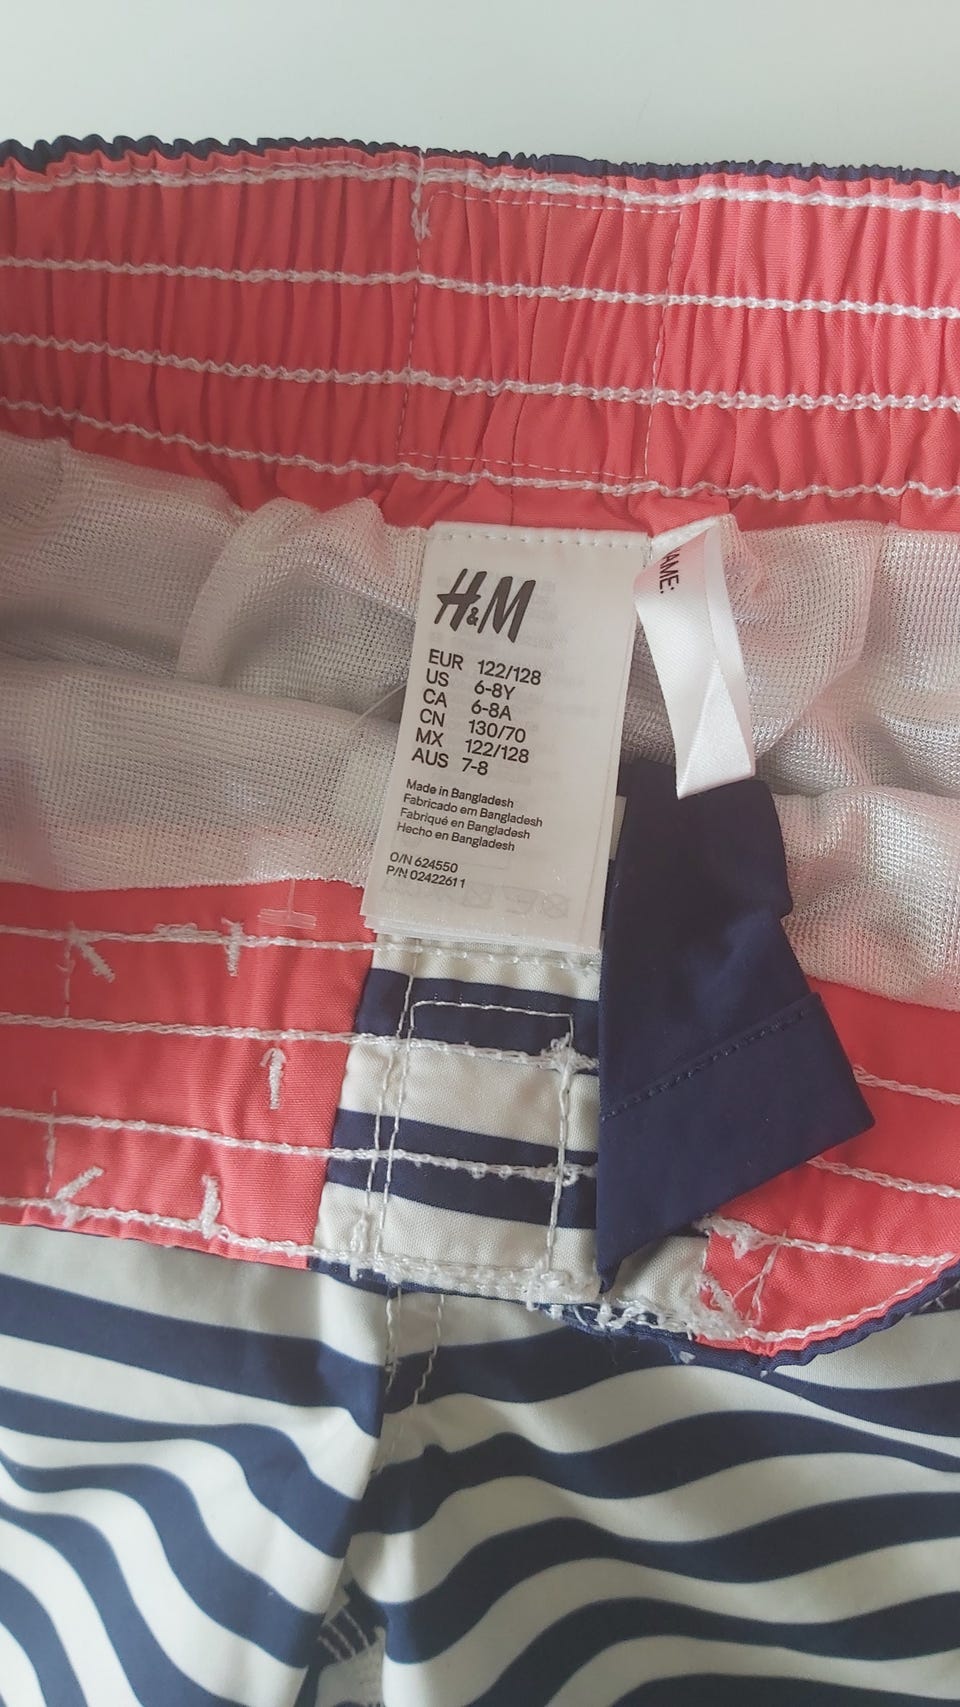 H&M
EUR 122/128
US 6-8Y
CA 6-8A
CN 130/70
MX 122/128
AUS 7-8
Made in Bangladesh
Fabricado em Bangladesh
Fabriqué en Bangladesh
Hecho en Bangladesh
O/N 624550
P/N 02422611
AME: